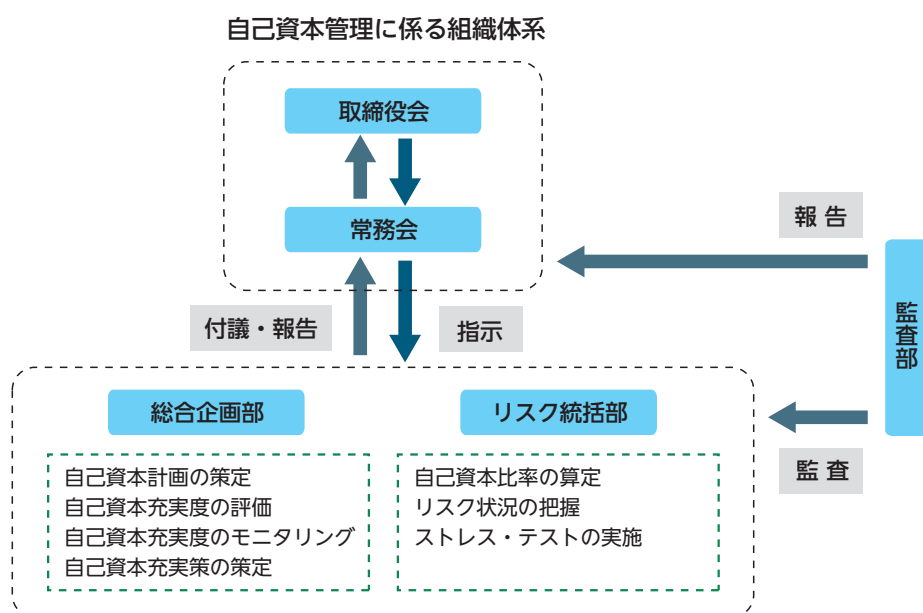 自己資本管理に係る組織体系
取締役会
常務会
報 告
監査部
付議・報告
指示
総合企画部
リスク統括部
監 査
自己資本計画の策定
自己資本充実度の評価
自己資本充実度のモニタリング
自己資本充実策の策定
自己資本比率の算定
リスク状況の把握
ストレス・テストの実施